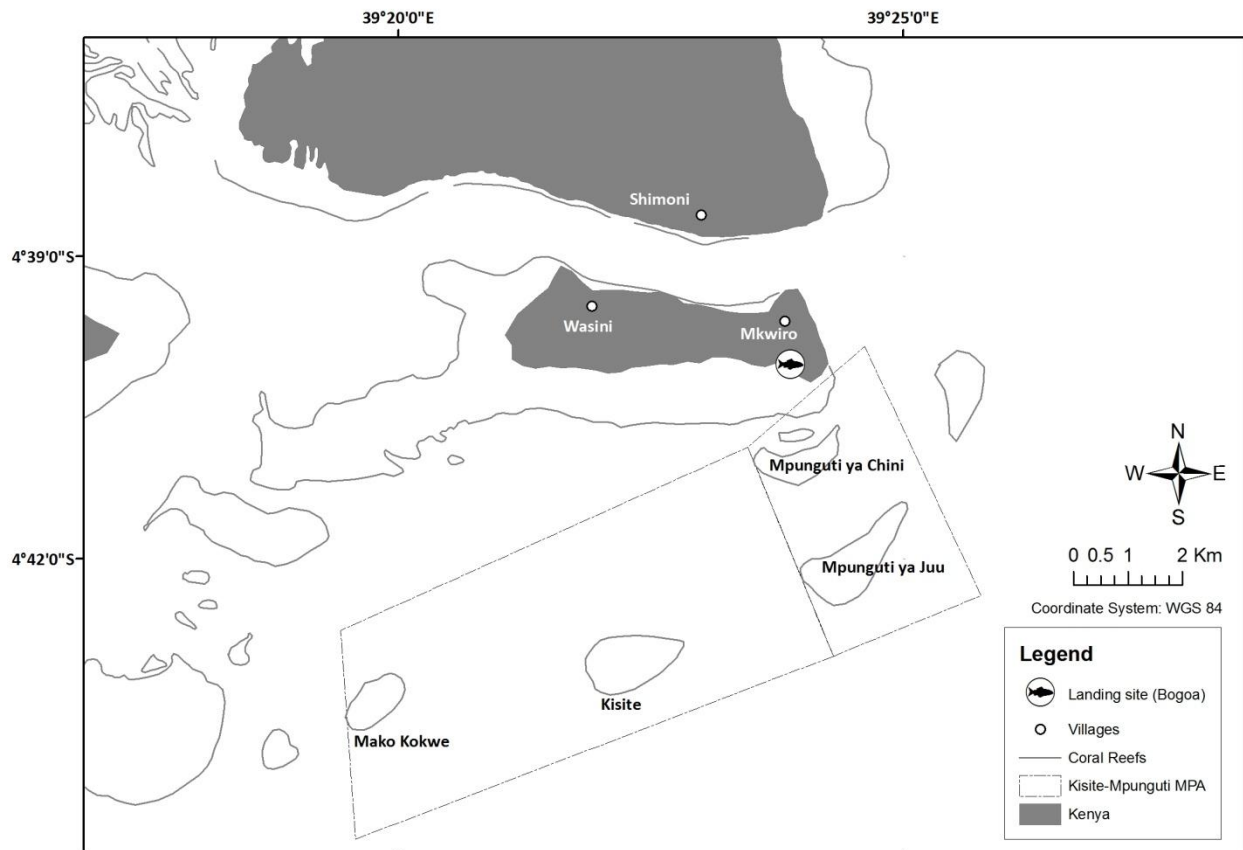 39°20'0"E
39°25'0"E
Shimoni
4°39'0"S
Wasini
Mkwiro
Mpunguti ya Chini
N
W E
S
4°42'0"S
Mpunguti ya Juu
0 0.5 1 2 Km
Coordinate System: WGS 84
Kisite
Mako Kokwe
Legend
Landing site (Bogoa)
Villages
Coral Reefs
Kisite-Mpunguti MPA
Kenya